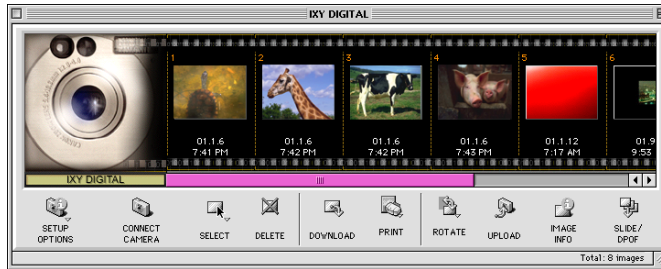 IXY DIGITAL
1
2
3
4
5
6
01.1.6
7:41 PM
01.1.6
7:42 PM
01.1.6
7:42 PM
01.1.6
7:43 PM
01.1.12
7:17 AM
01.9
9:53
IXY DIGITAL
SETUP
OPTIONS
CONNECT
CAMERA
SELECT
DELETE
DOWNLOAD
PRINT
ROTATE
UPLOAD
IMAGE
INFO
SLIDE/
DPOF
Total: 8 images